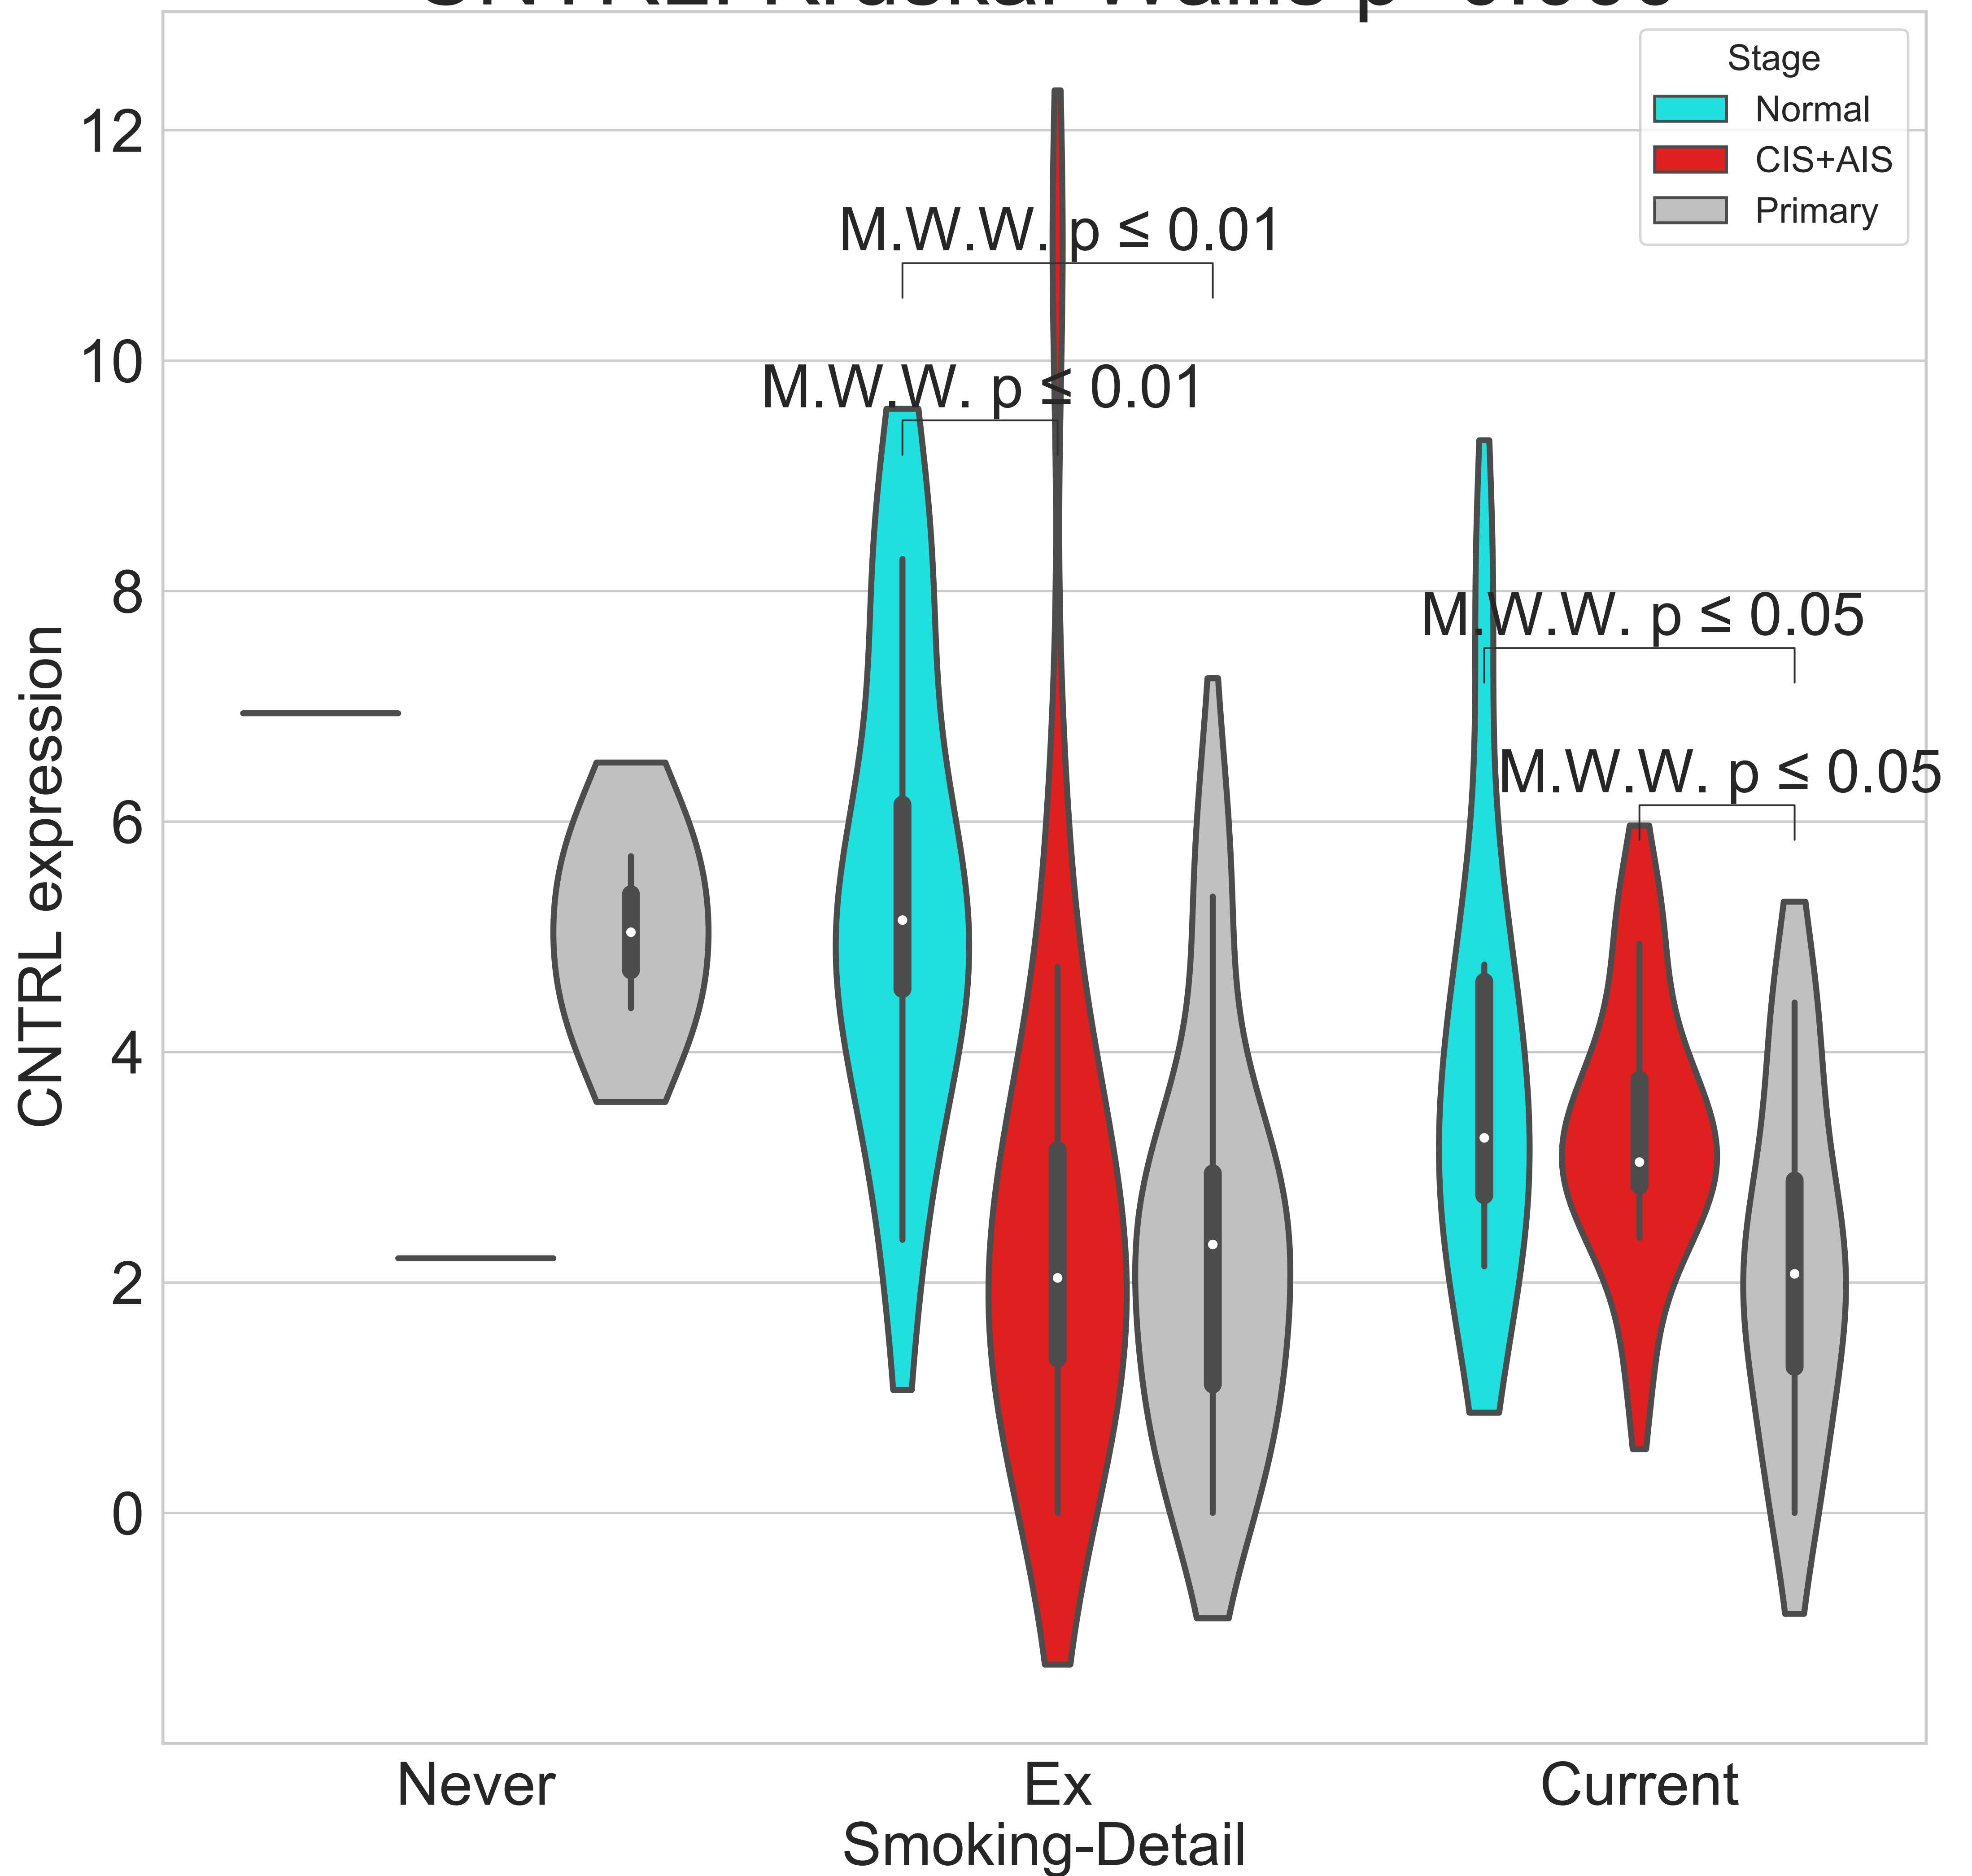 Stage
Normal
CIS+AIS
Primary
12
10
8
6
4
2
0
CNTRL expression
M.W.W. p ≤ 0.01
M.W.W. p ≤ 0.01
M.W.W. p ≤ 0.05
M.W.W. p ≤ 0.05
Never
Ex
Current
Smoking-Detail